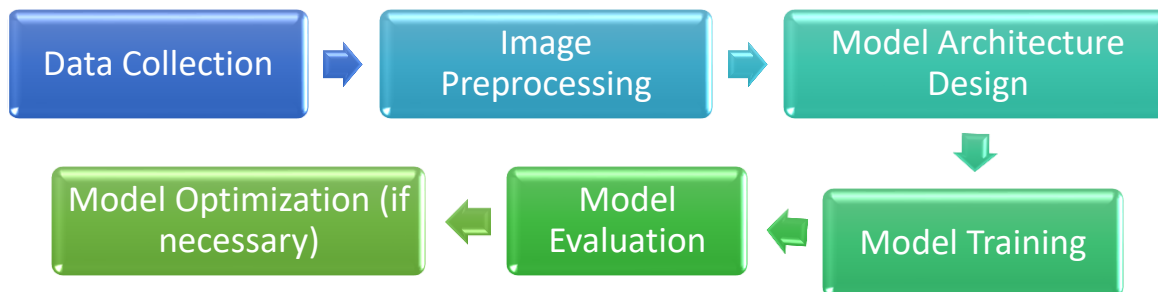 Data Collection
Image
Preprocessing
Model Architecture
Design
Model Training
Model
Evaluation
Model Optimization (if
necessary)